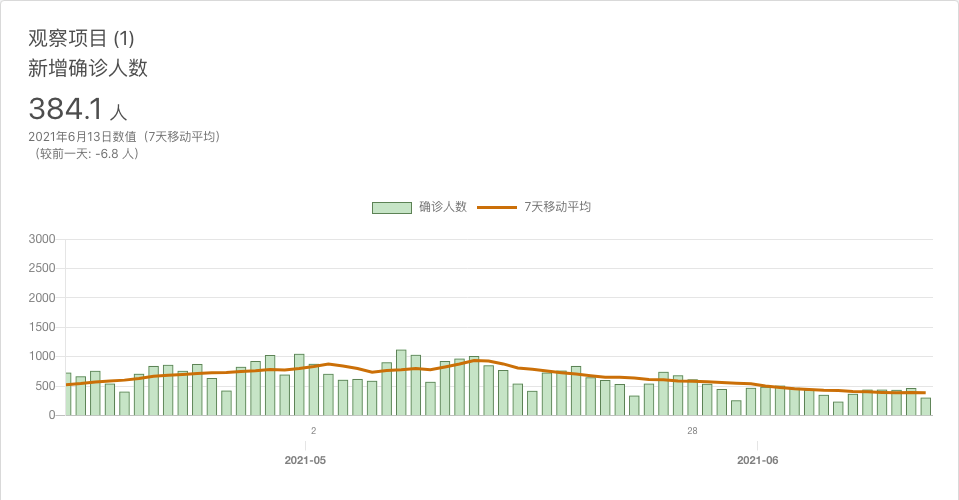 观察项目 (1)
新增确诊人数
384.1 人
2021年6月13日数值（7天移动平均）
（较前一天: -6.8 人）
确诊人数 7天移动平均
3000
2500
2000
1500
1000
500
0
2 28
2021-05 2021-06